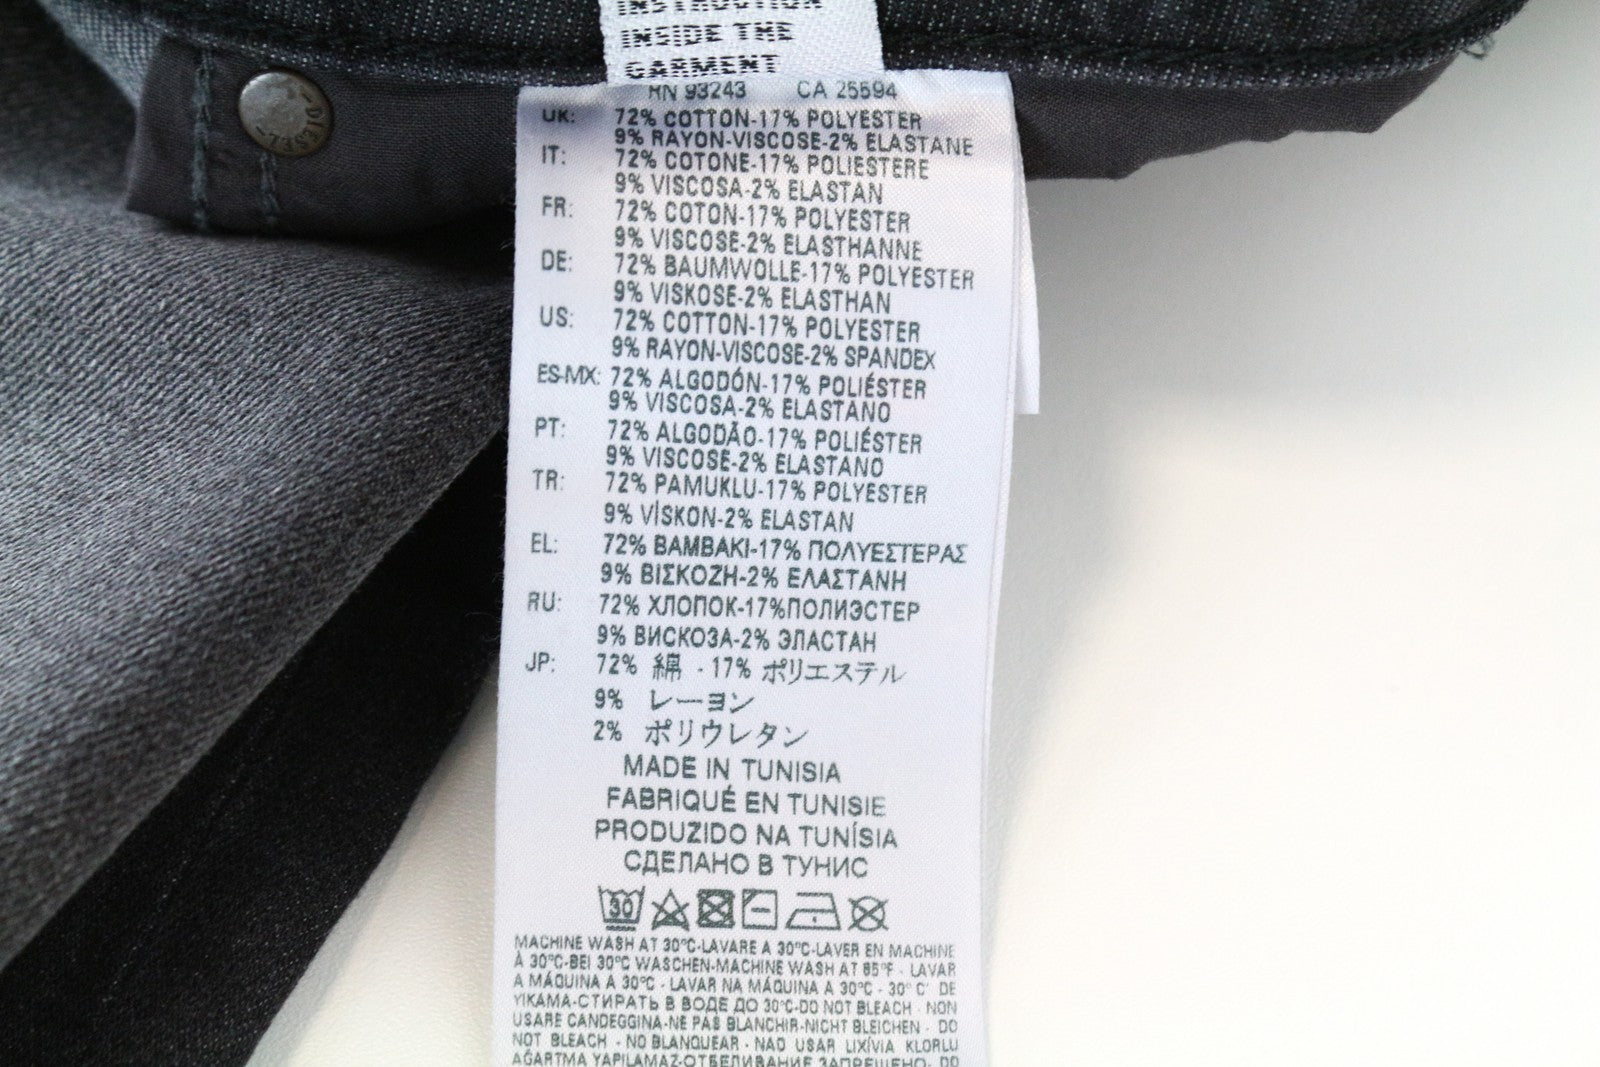 INSTRUCTION
INSIDE THE
GARMENT
DIESEL
RN 93243 CA 25594
UK: 72% COTTON-17% POLYESTER
9% RAYON-VISCOSE-2% ELASTANE
IT: 72% COTONE-17% POLIESTERE
9% VISCOSA-2% ELASTAN
FR: 72% COTON-17% POLYESTER
9% VISCOSE-2% ELASTHANNE
DE: 72% BAUMWOLLE-17% POLYESTER
9% VISKOSE-2% ELASTHAN
US: 72% COTTON-17% POLYESTER
9% RAYON-VISCOSE-2% SPANDEX
ES-MX: 72% ALGODÓN-17% POLIÉSTER
9% VISCOSA-2% ELASTANO
PT: 72% ALGODÃO-17% POLIÉSTER
9% VISCOSE-2% ELASTANO
TR: 72% PAMUKLU-17% POLYESTER
9% VİSKON-2% ELASTAN
EL: 72% ΒΑΜΒΑΚΙ-17% ΠΟΛΥΕΣΤΕΡΑΣ
9% ΒΙΣΚΟΖΗ-2% ΕΛΑΣΤΑΝΗ
RU: 72% ХЛОПОК-17%ПОЛИЭСТЕР
9% ВИСКОЗА-2% ЭЛАСТАН
JP: 72% 綿 - 17% ポリエステル
9% レーヨン
2% ポリウレタン
MADE IN TUNISIA
FABRIQUÉ EN TUNISIE
PRODUZIDO NA TUNÍSIA
СДЕЛАНО В ТУНИС
30
MACHINE WASH AT 30°C-LAVARE A 30°C-LAVER EN MACHINE
À 30°C-BEI 30°C WASCHEN-MACHINE WASH AT 85°F - LAVAR
A MÁQUINA A 30°C - LAVAR NA MÁQUINA A 30°C - 30° C' DE
YIKAMA-СТИРАТЬ В ВОДЕ ДО 30°C-DO NOT BLEACH - NON
USARE CANDEGGINA-NE PAS BLANCHIR-NICHT BLEICHEN - DO
NOT BLEACH - NO BLANQUEAR - NÃO USAR LIXÍVIA KLORLU
AĞARTMA YAPILAMAZ-ОТБЕЛИВАНИЕ ЗАПРЕЩЕНО- DO